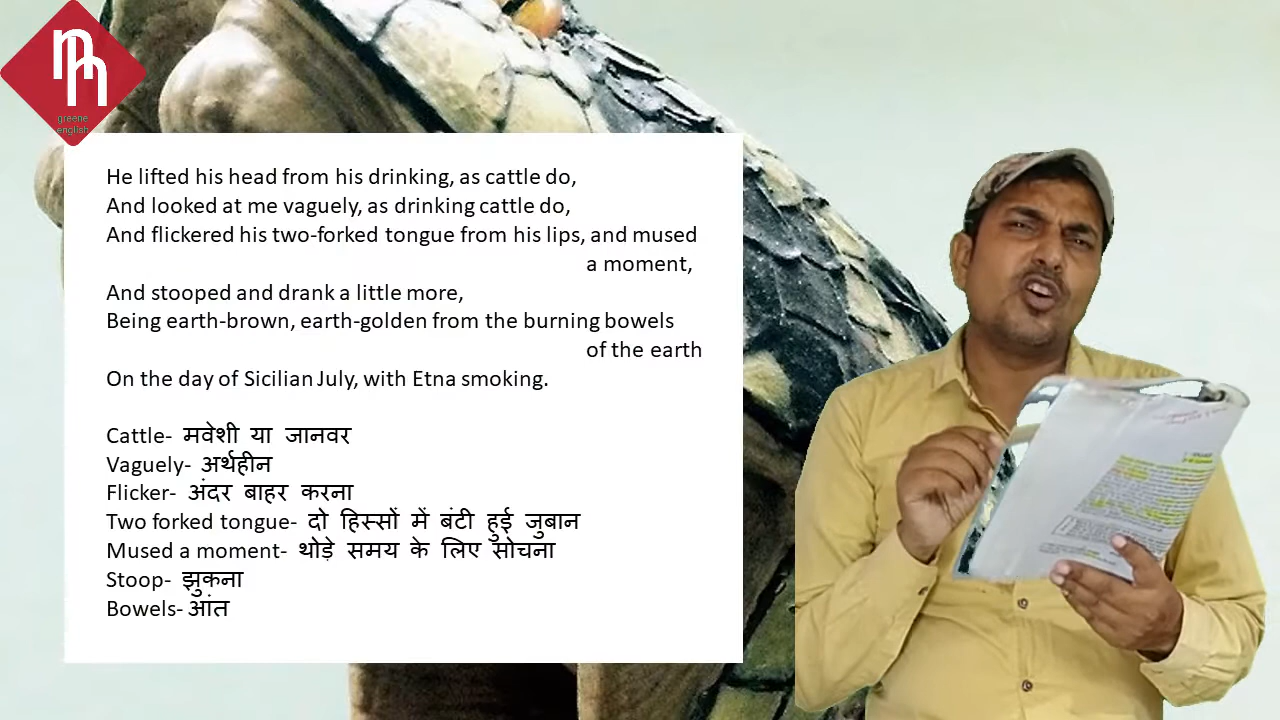 greene
english
He lifted his head from his drinking, as cattle do,
And looked at me vaguely, as drinking cattle do,
And flickered his two-forked tongue from his lips, and mused
a moment,
And stooped and drank a little more,
Being earth-brown, earth-golden from the burning bowels
of the earth
On the day of Sicilian July, with Etna smoking.
Cattle- मवेशी या जानवर
Vaguely- अर्थहीन
Flicker- अंदर बाहर करना
Two forked tongue- दो हिस्सों में बंटी हुई जुबान
Mused a moment- थोड़े समय के लिए सोचना
Stoop- झुकना
Bowels- आंत